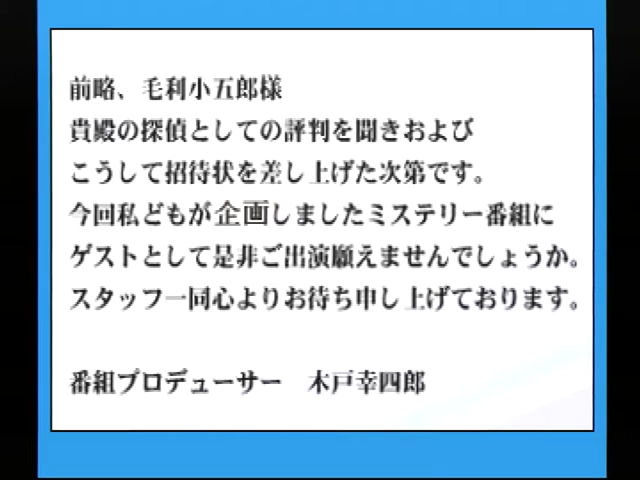 前略、毛利小五郎様
貴殿の探偵としての評判を聞きおよび
こうして招待状を差し上げた次第です。
今回私どもが企画しましたミステリー番組に
ゲストとして是非ご出演願えませんでしょうか。
スタッフ一同心よりお待ち申し上げております。
番組プロデューサー　木戸幸四郎